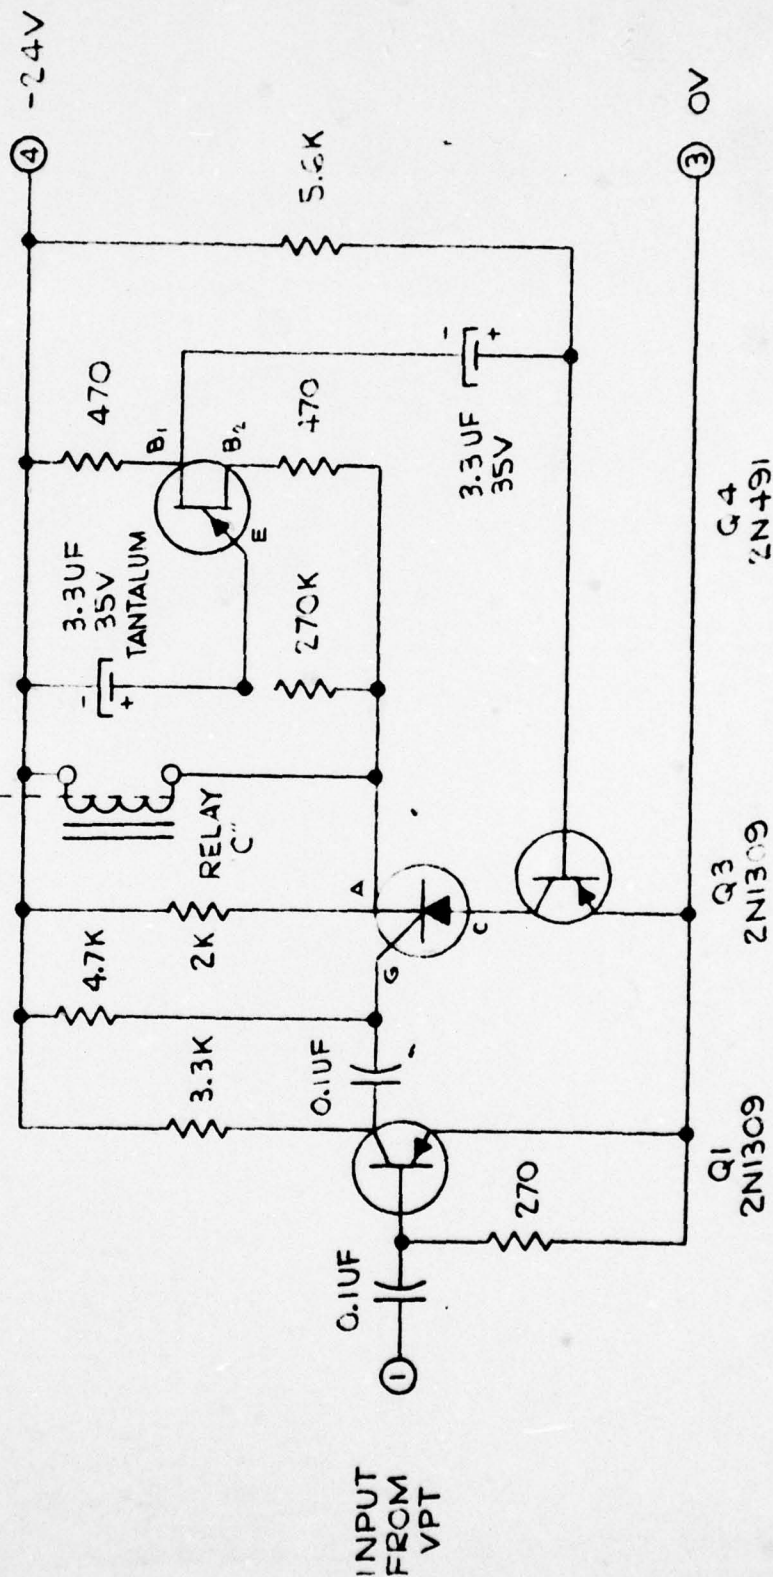 INPUT
FROM
VPT
1
0.1UF
270
Q1
2N1309
3.3K
0.1UF
4.7K
2K
G
A
C
RELAY
C"
Q3
2N1309
3.3UF
35V
TANTALUM
270K
E
B1
B2
470
470
3.3UF
35V
Q4
2N491
5.6K
4 -24V
3 0V